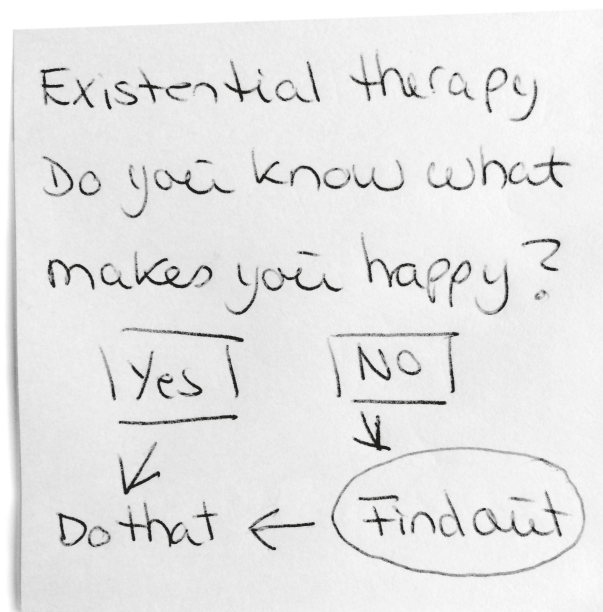 Existential therapy
Do you know what
makes you happy?
Yes NO
Do that ← Find out